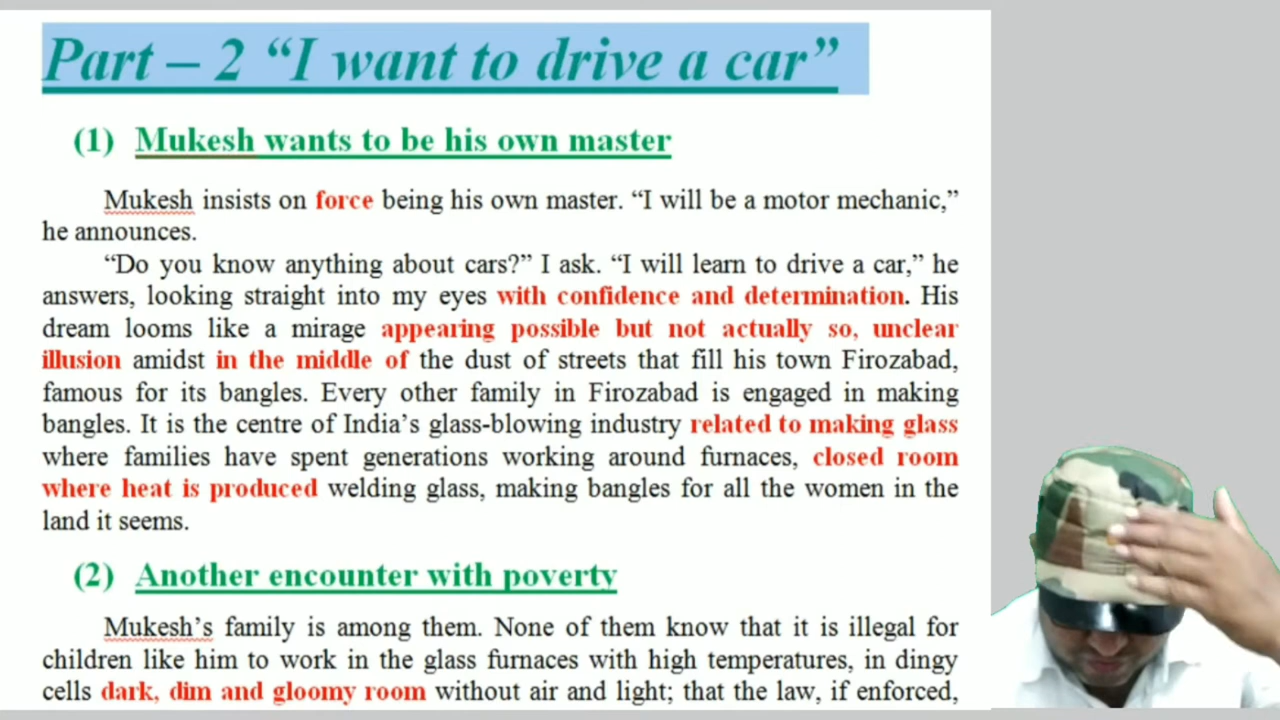 Part – 2 “I want to drive a car”
(1) Mukesh wants to be his own master
Mukesh insists on force being his own master. “I will be a motor mechanic,”
he announces.
“Do you know anything about cars?” I ask. “I will learn to drive a car,” he
answers, looking straight into my eyes with confidence and determination. His
dream looms like a mirage appearing possible but not actually so, unclear
illusion amidst in the middle of the dust of streets that fill his town Firozabad,
famous for its bangles. Every other family in Firozabad is engaged in making
bangles. It is the centre of India’s glass-blowing industry related to making glass
where families have spent generations working around furnaces, closed room
where heat is produced welding glass, making bangles for all the women in the
land it seems.
(2) Another encounter with poverty
Mukesh’s family is among them. None of them know that it is illegal for
children like him to work in the glass furnaces with high temperatures, in dingy
cells dark, dim and gloomy room without air and light; that the law, if enforced,